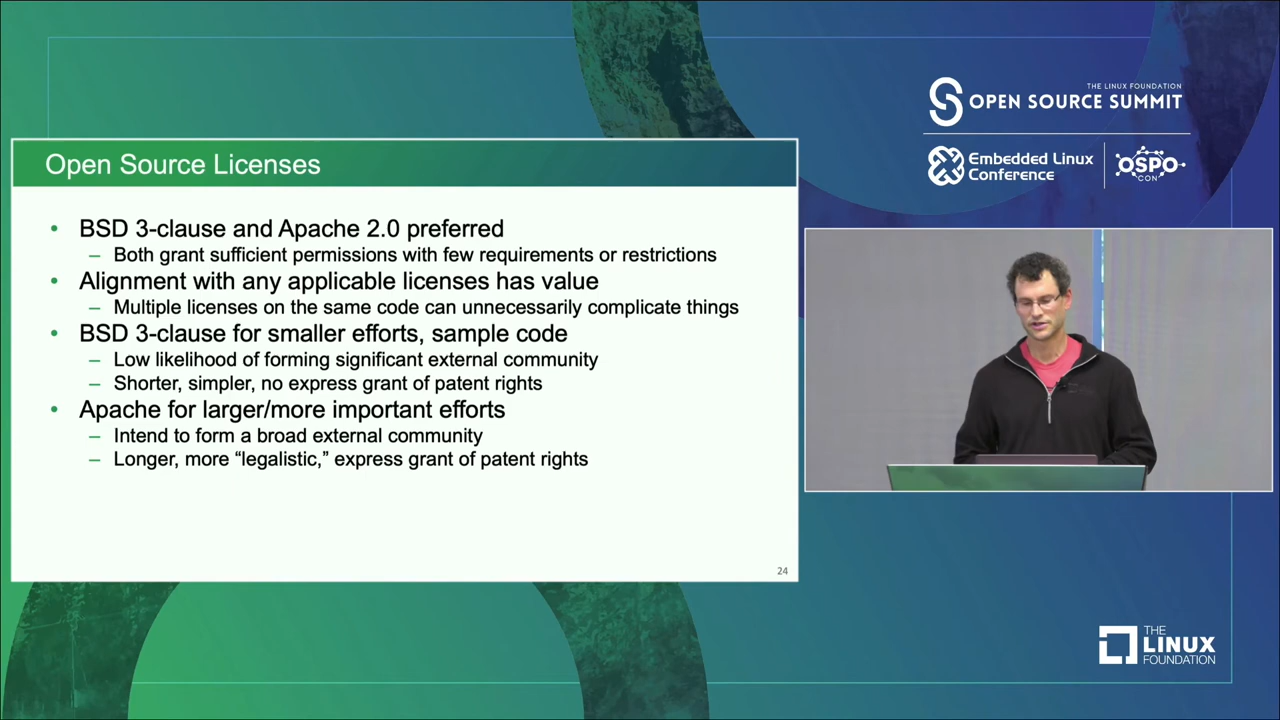 THE LINUX FOUNDATION
OPEN SOURCE SUMMIT
Embedded Linux
Conference
OSPO
CON
Open Source Licenses
• BSD 3-clause and Apache 2.0 preferred
– Both grant sufficient permissions with few requirements or restrictions
• Alignment with any applicable licenses has value
– Multiple licenses on the same code can unnecessarily complicate things
• BSD 3-clause for smaller efforts, sample code
– Low likelihood of forming significant external community
– Shorter, simpler, no express grant of patent rights
• Apache for larger/more important efforts
– Intend to form a broad external community
– Longer, more “legalistic,” express grant of patent rights
24
THE
LINUX
FOUNDATION